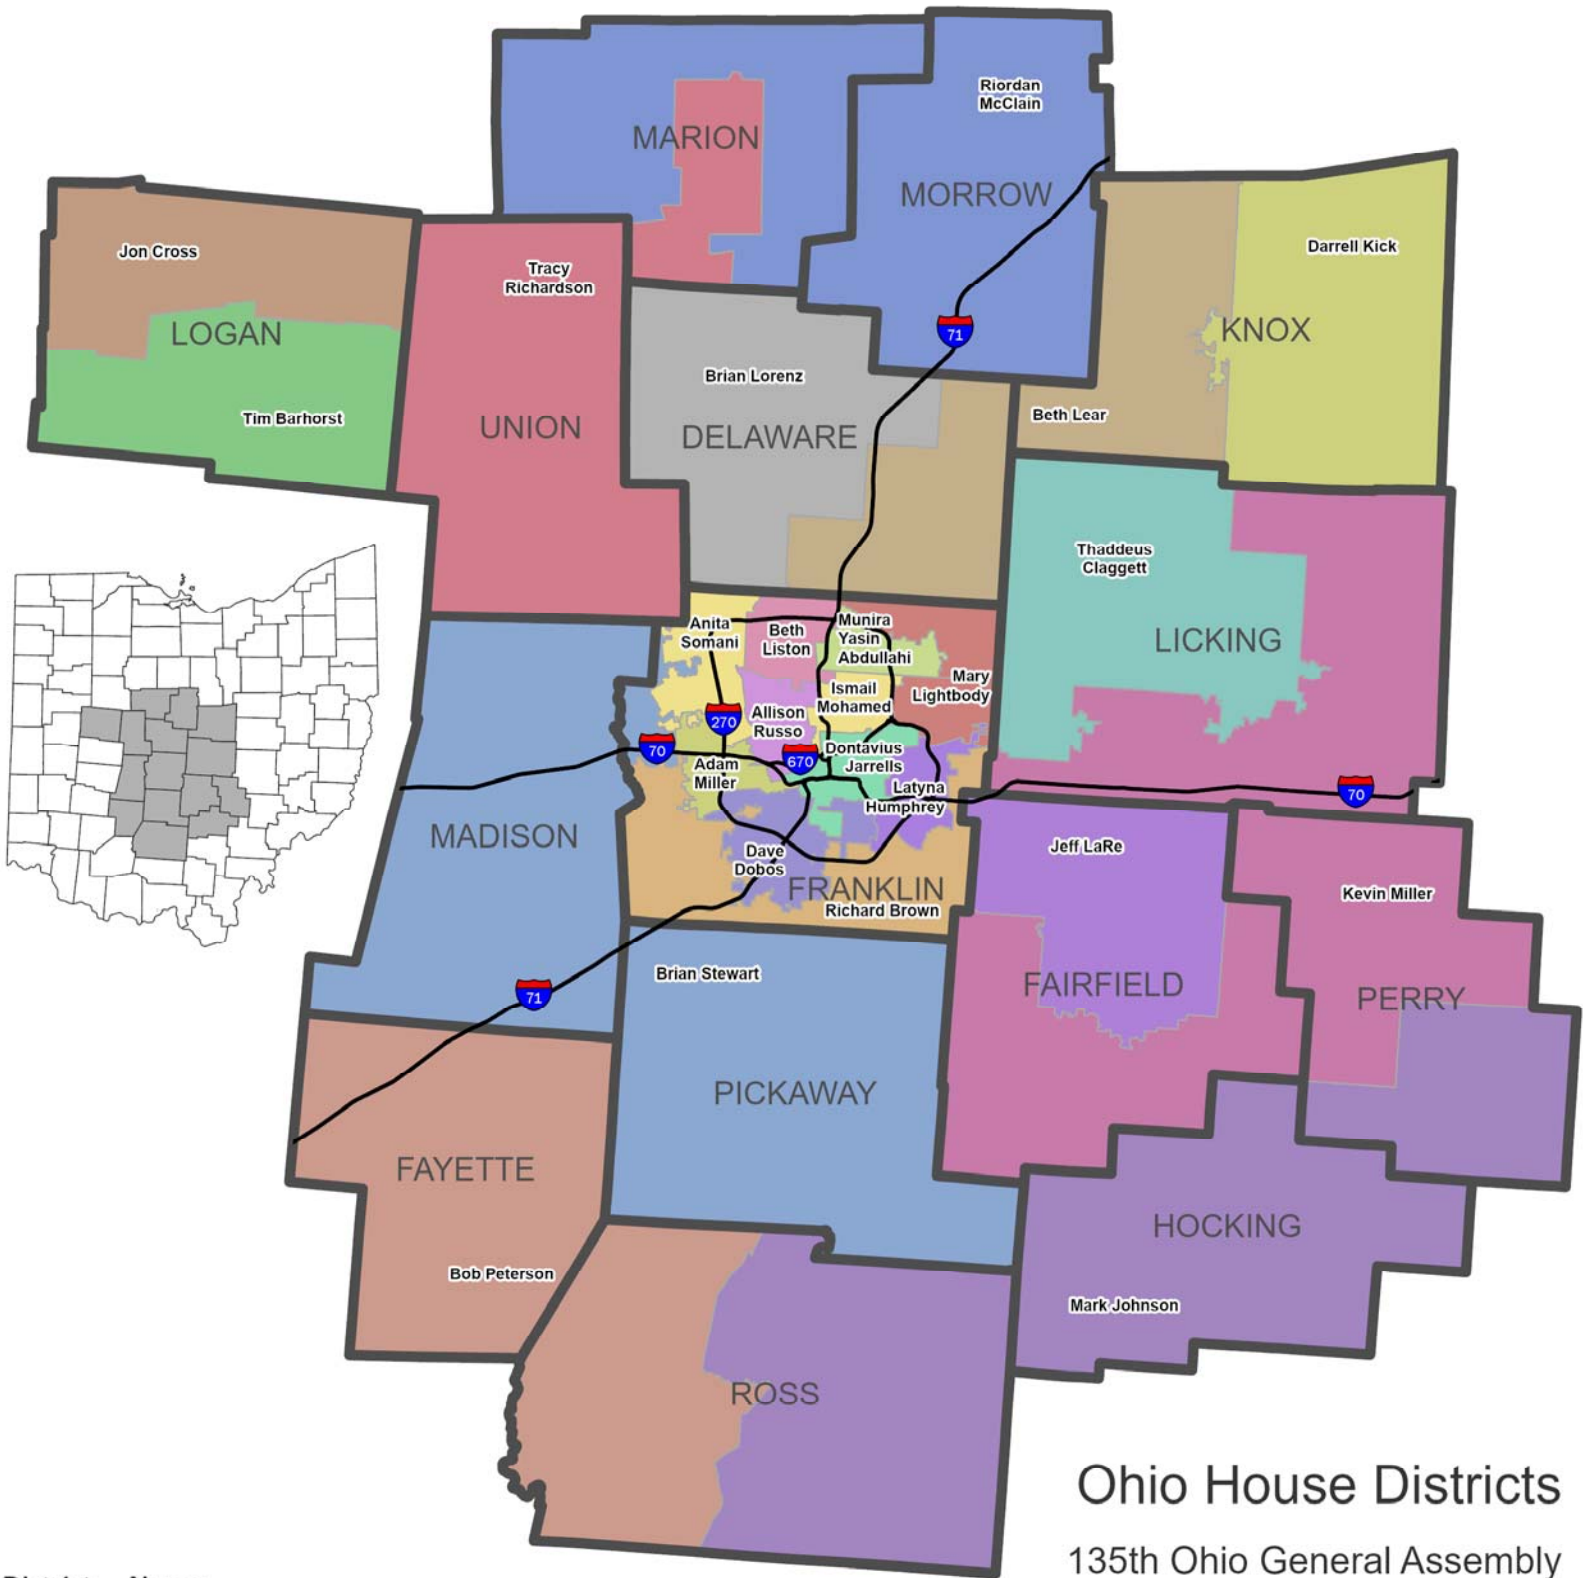 Riordan
McClain
MARION
MORROW
Jon Cross
Tracy
Richardson
Darrell Kick
LOGAN
71
KNOX
Brian Lorenz
Tim Barhorst
UNION
DELAWARE
Beth Lear
Thaddeus
Claggett
LICKING
Anita
Somani
Beth
Liston
Munira
Yasin
Abdullahi
Mary
Lightbody
Ismail
Mohamed
Allison
Russo
270
70
670
Dontavius
Jarrells
Adam
Miller
Latyna
Humphrey
70
MADISON
Dave
Dobos
FRANKLIN
Richard Brown
Jeff LaRe
Kevin Miller
Brian Stewart
FAIRFIELD
PERRY
71
PICKAWAY
FAYETTE
HOCKING
Bob Peterson
Mark Johnson
ROSS
Ohio House Districts
135th Ohio General Assembly